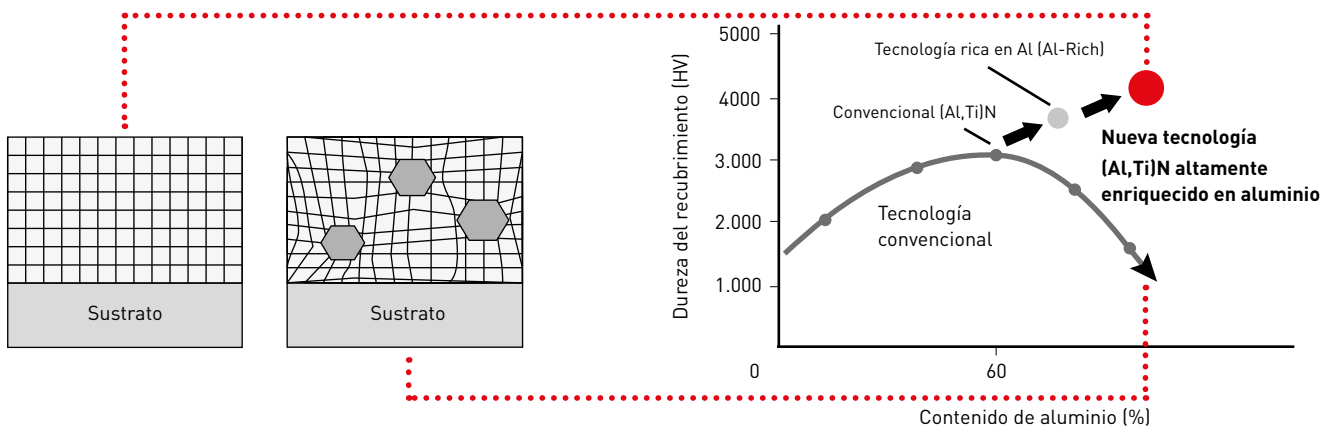 Sustrato
Sustrato
Dureza del recubrimiento (HV)
5000
4000
3.000
2.000
1.000
0
60
Contenido de aluminio (%)
Tecnología rica en Al (Al-Rich)
Convencional (Al,Ti)N
Tecnología
convencional
Nueva tecnología
(Al,Ti)N altamente
enriquecido en aluminio